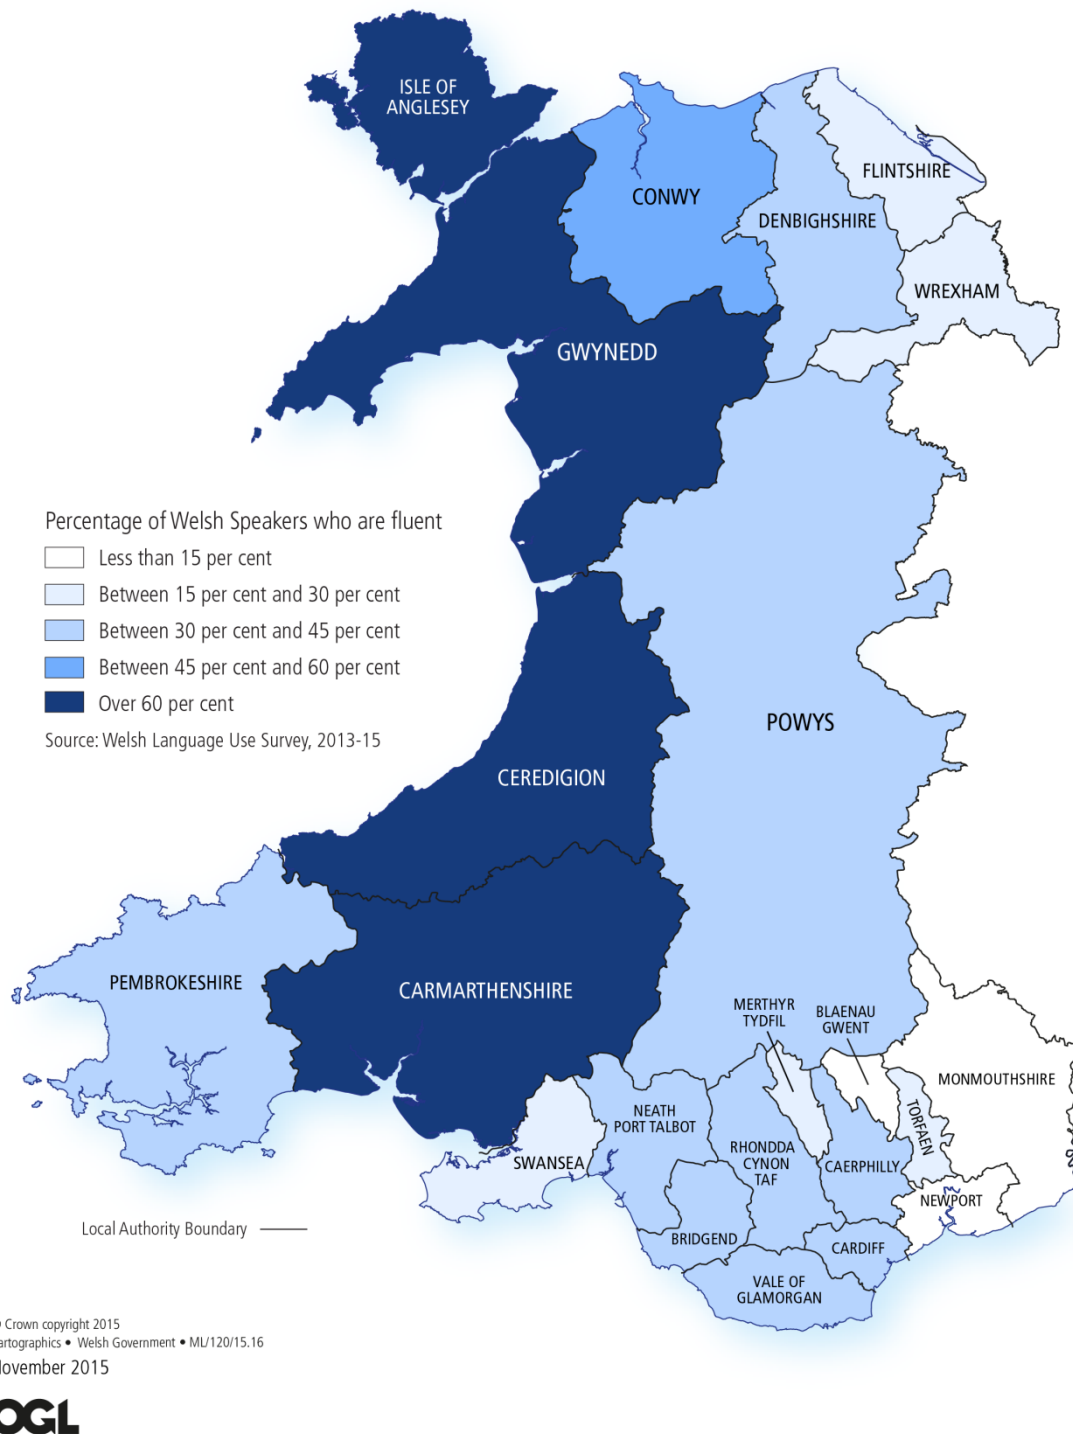 ISLE OF
ANGLESEY
FLINTSHIRE
CONWY
DENBIGHSHIRE
WREXHAM
GWYNEDD
Percentage of Welsh Speakers who are fluent
Less than 15 per cent
Between 15 per cent and 30 per cent
Between 30 per cent and 45 per cent
Between 45 per cent and 60 per cent
Over 60 per cent
Source: Welsh Language Use Survey, 2013-15
POWYS
CEREDIGION
PEMBROKESHIRE
CARMARTHENSHIRE
MERTHYR
TYDFIL
BLAENAU
GWENT
MONMOUTHSHIRE
NEATH
PORT TALBOT
TORFAEN
RHONDDA
CYNON
TAF
SWANSEA
CAERPHILLY
NEWPORT
BRIDGEND
CARDIFF
VALE OF
GLAMORGAN
Local Authority Boundary
Crown copyright 2015
artographics • Welsh Government • ML/120/15.16
ovember 2015
OGL